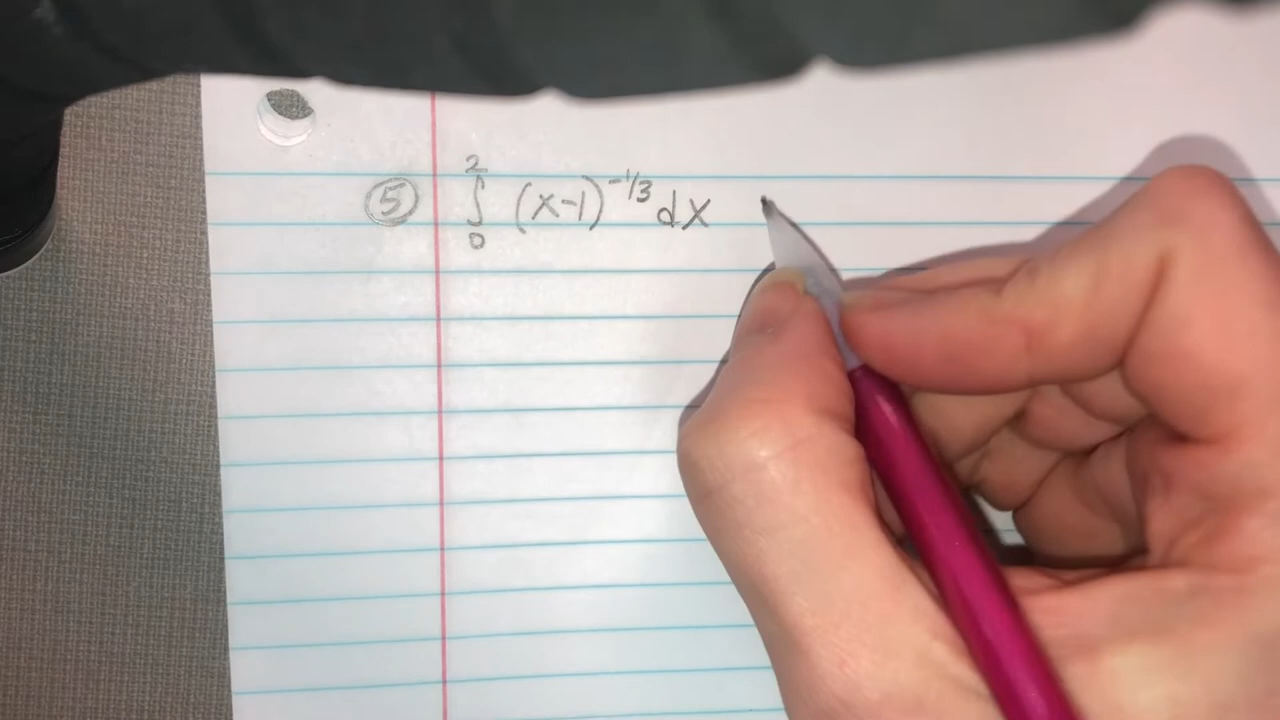 ⑤ ∫₀² (x-1)^(-1/3) dx